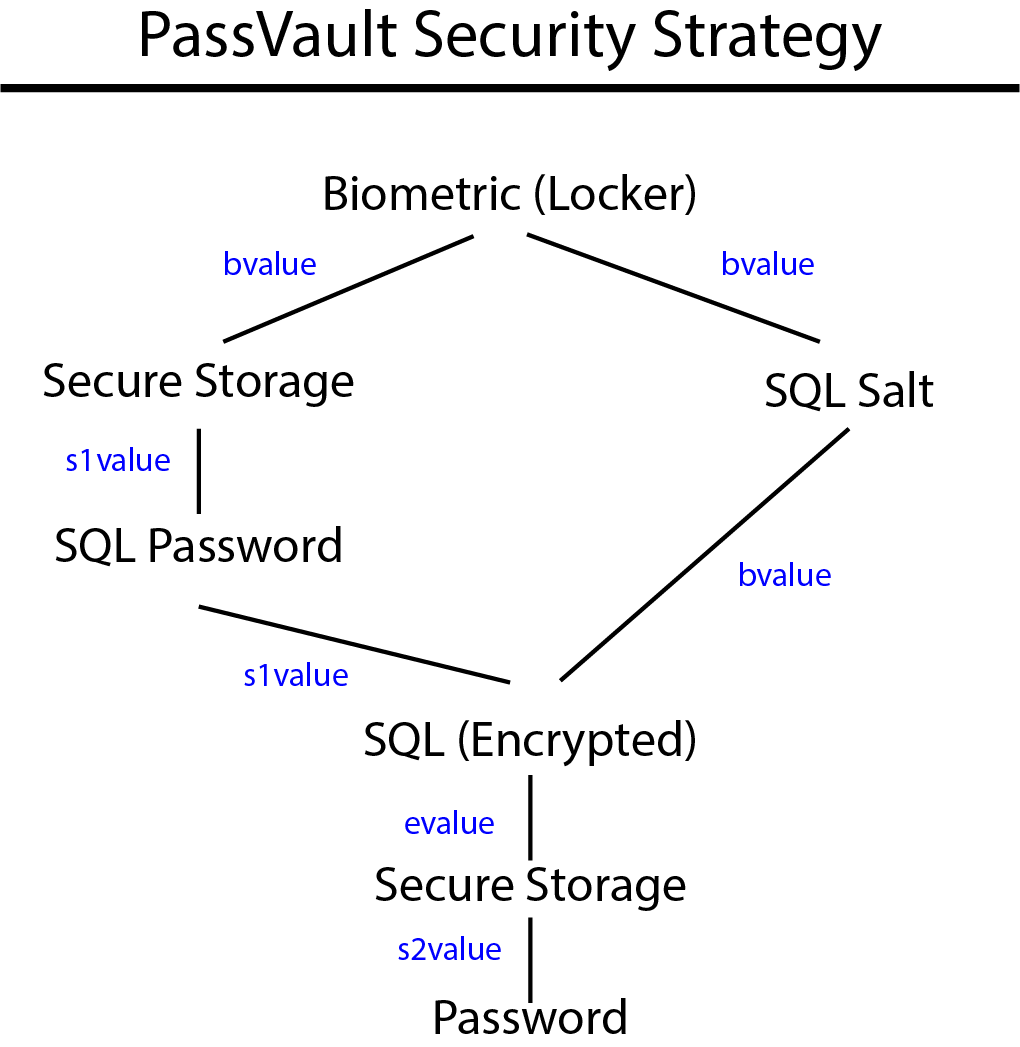 PassVault Security Strategy
Biometric (Locker)
bvalue
bvalue
Secure Storage
SQL Salt
s1value
SQL Password
bvalue
s1value
SQL (Encrypted)
evalue
Secure Storage
s2value
Password